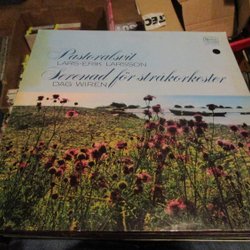 Pastoralsvit
LARS-ERIK LARSSON
Serenad för stråkorkester
DAG WIRÉN